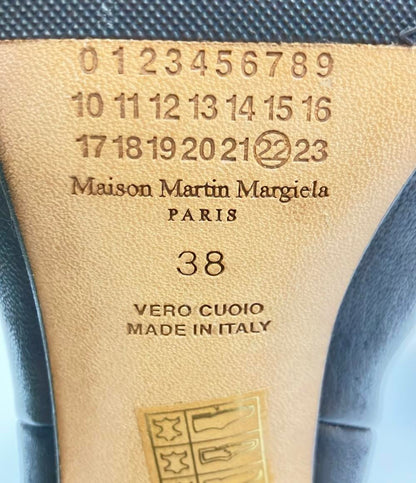 0 1 2 3 4 5 6 7 8 9
10 11 12 13 14 15 16
17 18 19 20 21 22 23
Maison Martin Margiela
PARIS
38
VERO CUOIO
MADE IN ITALY